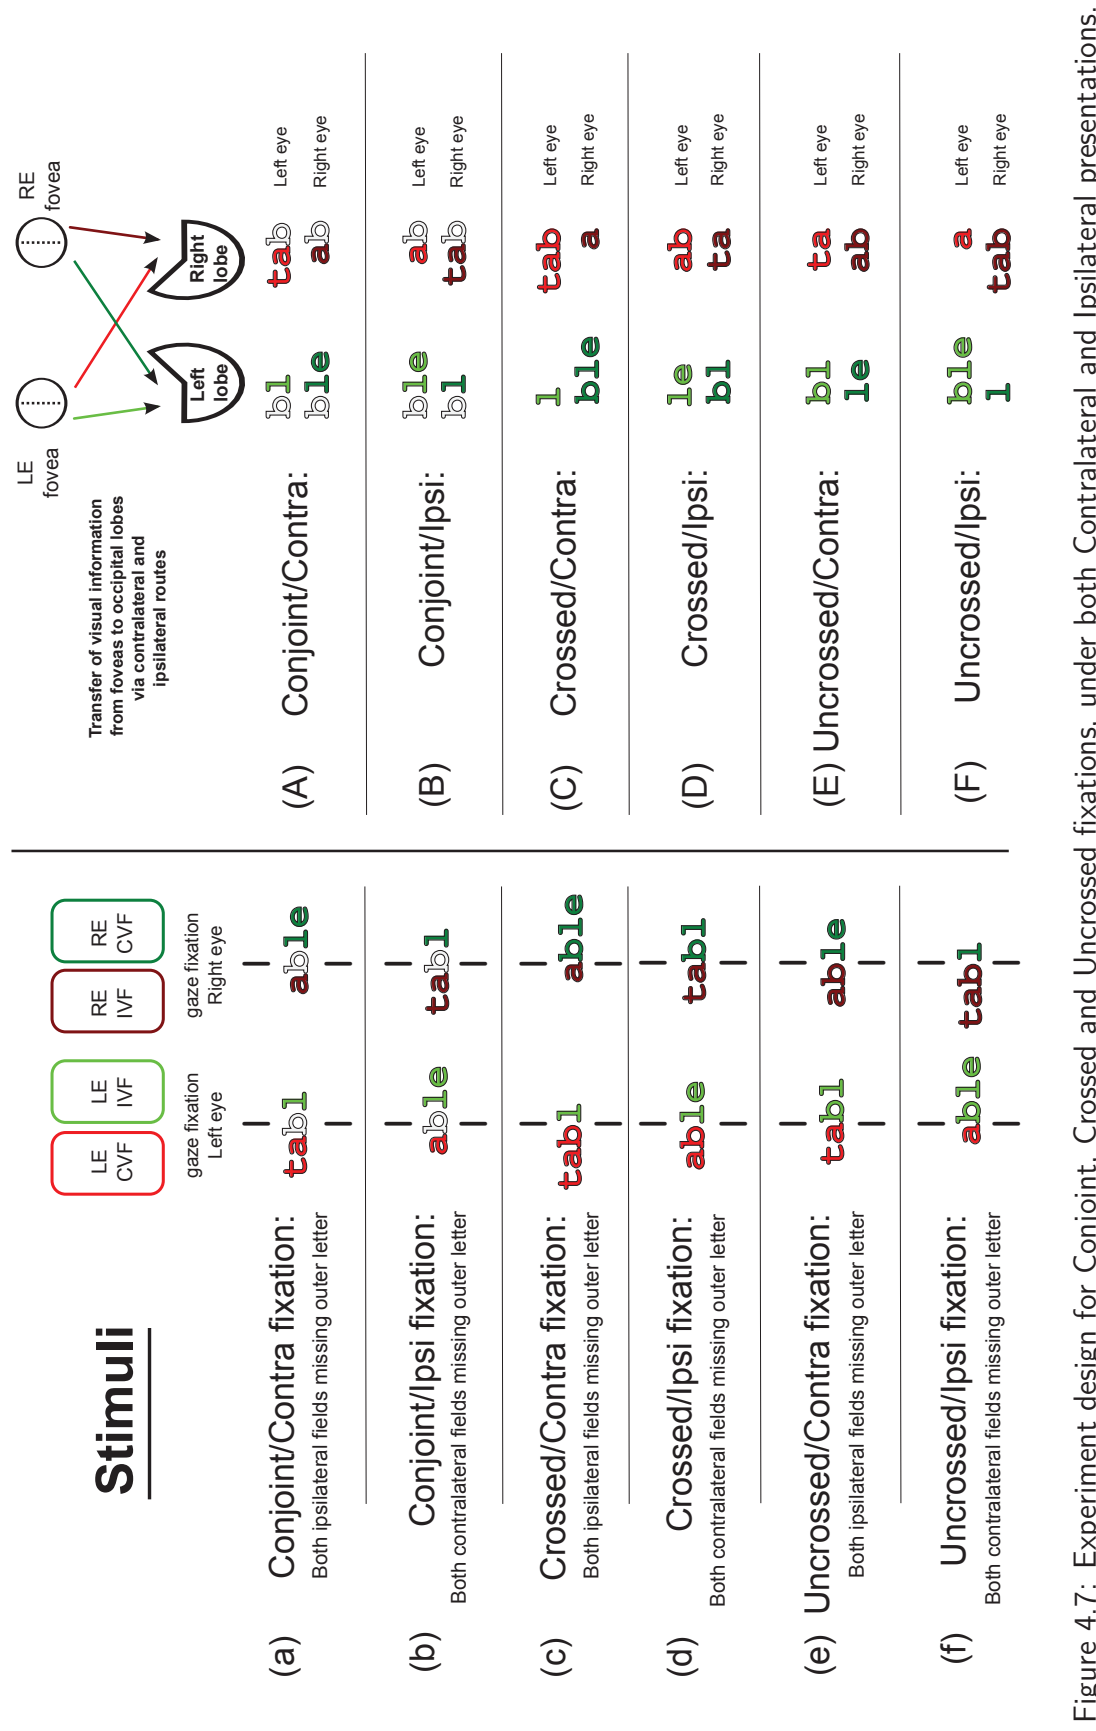 Stimuli
LE
CVF
LE
IVF
RE
IVF
RE
CVF
gaze fixation
Left eye
gaze fixation
Right eye
(a) Conjoint/Contra fixation: tabl able
Both ipsilateral fields missing outer letter
(b) Conjoint/Ipsi fixation: able tabl
Both contralateral fields missing outer letter
(c) Crossed/Contra fixation: tabl able
Both ipsilateral fields missing outer letter
(d) Crossed/Ipsi fixation: able tabl
Both contralateral fields missing outer letter
(e) Uncrossed/Contra fixation: tabl able
Both ipsilateral fields missing outer letter
(f) Uncrossed/Ipsi fixation: able tabl
Both contralateral fields missing outer letter
Transfer of visual information
from foveas to occipital lobes
via contralateral and
ipsilateral routes
LE
fovea
RE
fovea
Left
lobe
Right
lobe
(A) Conjoint/Contra: bl tab Left eye
ble ab Right eye
(B) Conjoint/Ipsi: ble ab Left eye
bl tab Right eye
(C) Crossed/Contra: l tab Left eye
ble a Right eye
(D) Crossed/Ipsi: le ab Left eye
bl ta Right eye
(E) Uncrossed/Contra: bl ta Left eye
le ab Right eye
(F) Uncrossed/Ipsi: ble a Left eye
l tab Right eye
Figure 4.7: Experiment design for Conjoint, Crossed and Uncrossed fixations, under both Contralateral and Ipsilateral presentations.